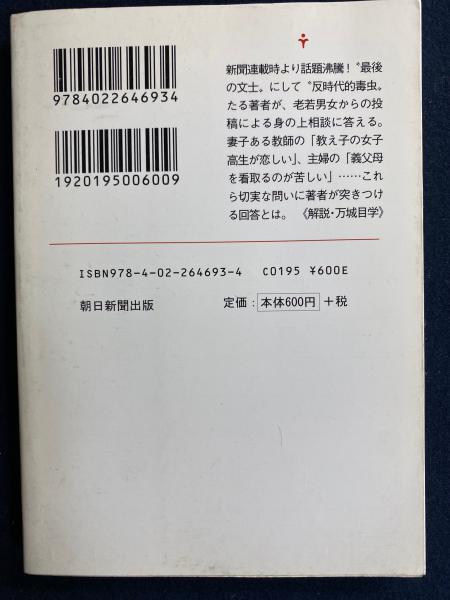 新聞連載時より話題沸騰!〝最後
の文士〟にして〝反時代的毒虫〟
たる著者が、老若男女からの投
稿による身の上相談に答える。
妻子ある教師の「教え子の女子
高生が恋しい」、主婦の「義父母
を看取るのが苦しい」……これ
ら切実な問いに著者が突きつけ
る回答とは。 《解説・万城目学》
9784022646934
1920195006009
ISBN978-4-02-264693-4 C0195 ¥600E
朝日新聞出版 定価:本体600円+税